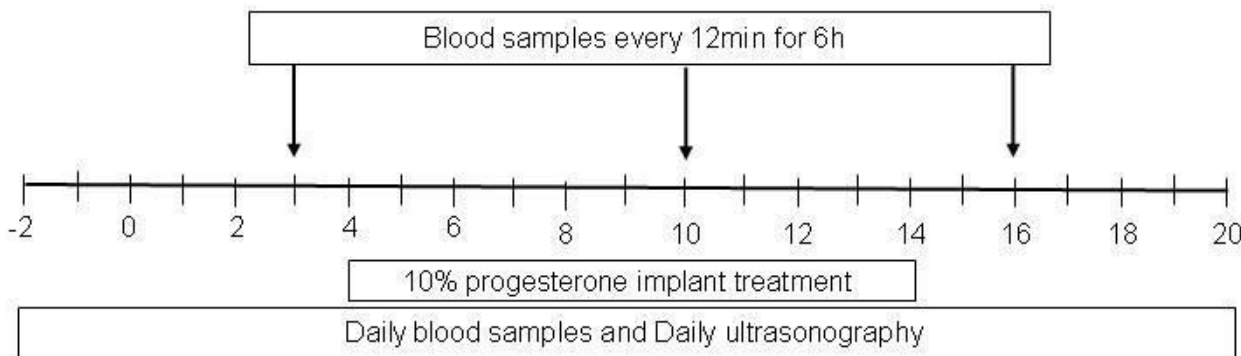 Blood samples every 12min for 6h
-2 0 2 4 6 8 10 12 14 16 20
10% progesterone implant treatment
Daily blood samples and Daily ultrasonography